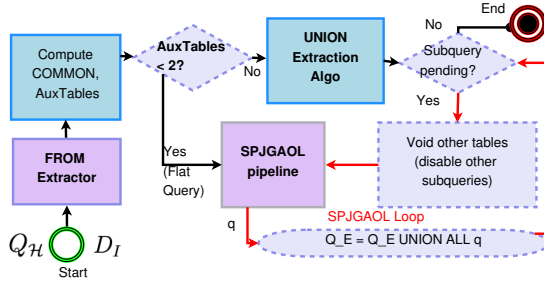 End
No
Compute
COMMON,
AuxTables
AuxTables
< 2?
No
UNION
Extraction
Algo
Subquery
pending?
Yes
FROM
Extractor
Yes
(Flat
Query)
SPJGAOL
pipeline
Void other tables
(disable other
subqueries)
SPJGAOL Loop
q
Q_E = Q_E UNION ALL q
Q_ℋ
D_I
Start